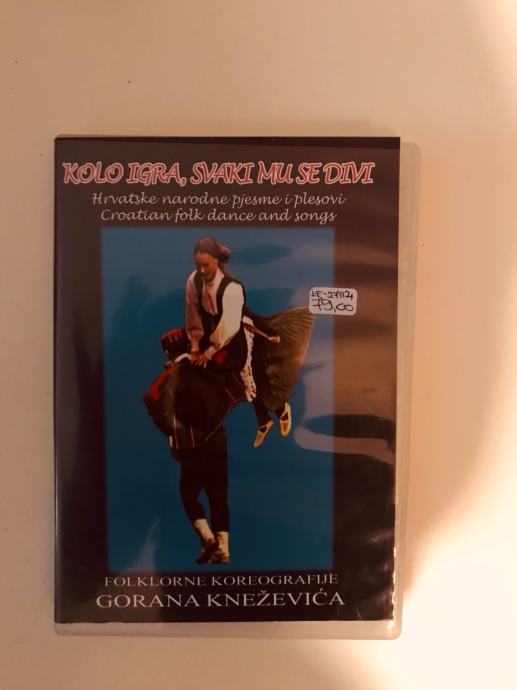 KOLO IGRA, SVAKI MU SE DIVI
Hrvatske narodne pjesme i plesovi
Croatian folk dance and songs
79,00
FOLKLORNE KOREOGRAFIJE
GORANA KNEŽEVIĆA